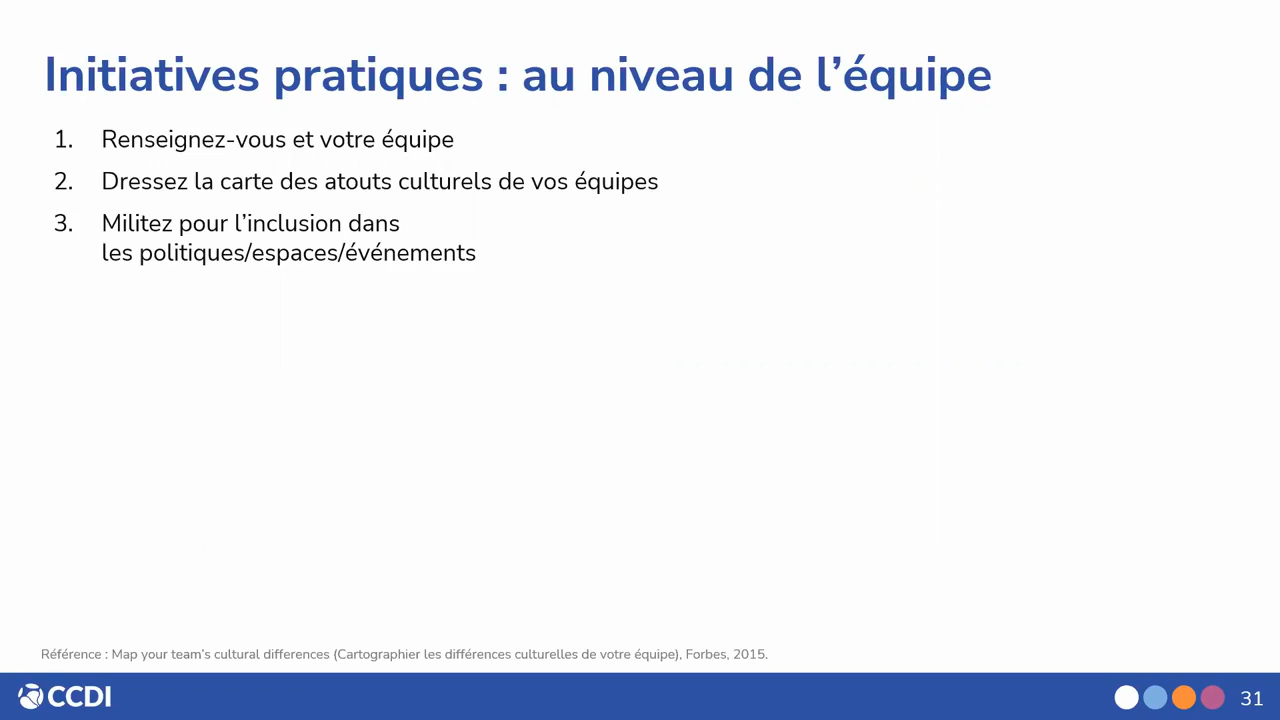 Initiatives pratiques : au niveau de l’équipe
1. Renseignez-vous et votre équipe
2. Dressez la carte des atouts culturels de vos équipes
3. Militez pour l’inclusion dans
les politiques/espaces/événements
Référence : Map your team’s cultural differences (Cartographier les différences culturelles de votre équipe), Forbes, 2015.
CCDI
31